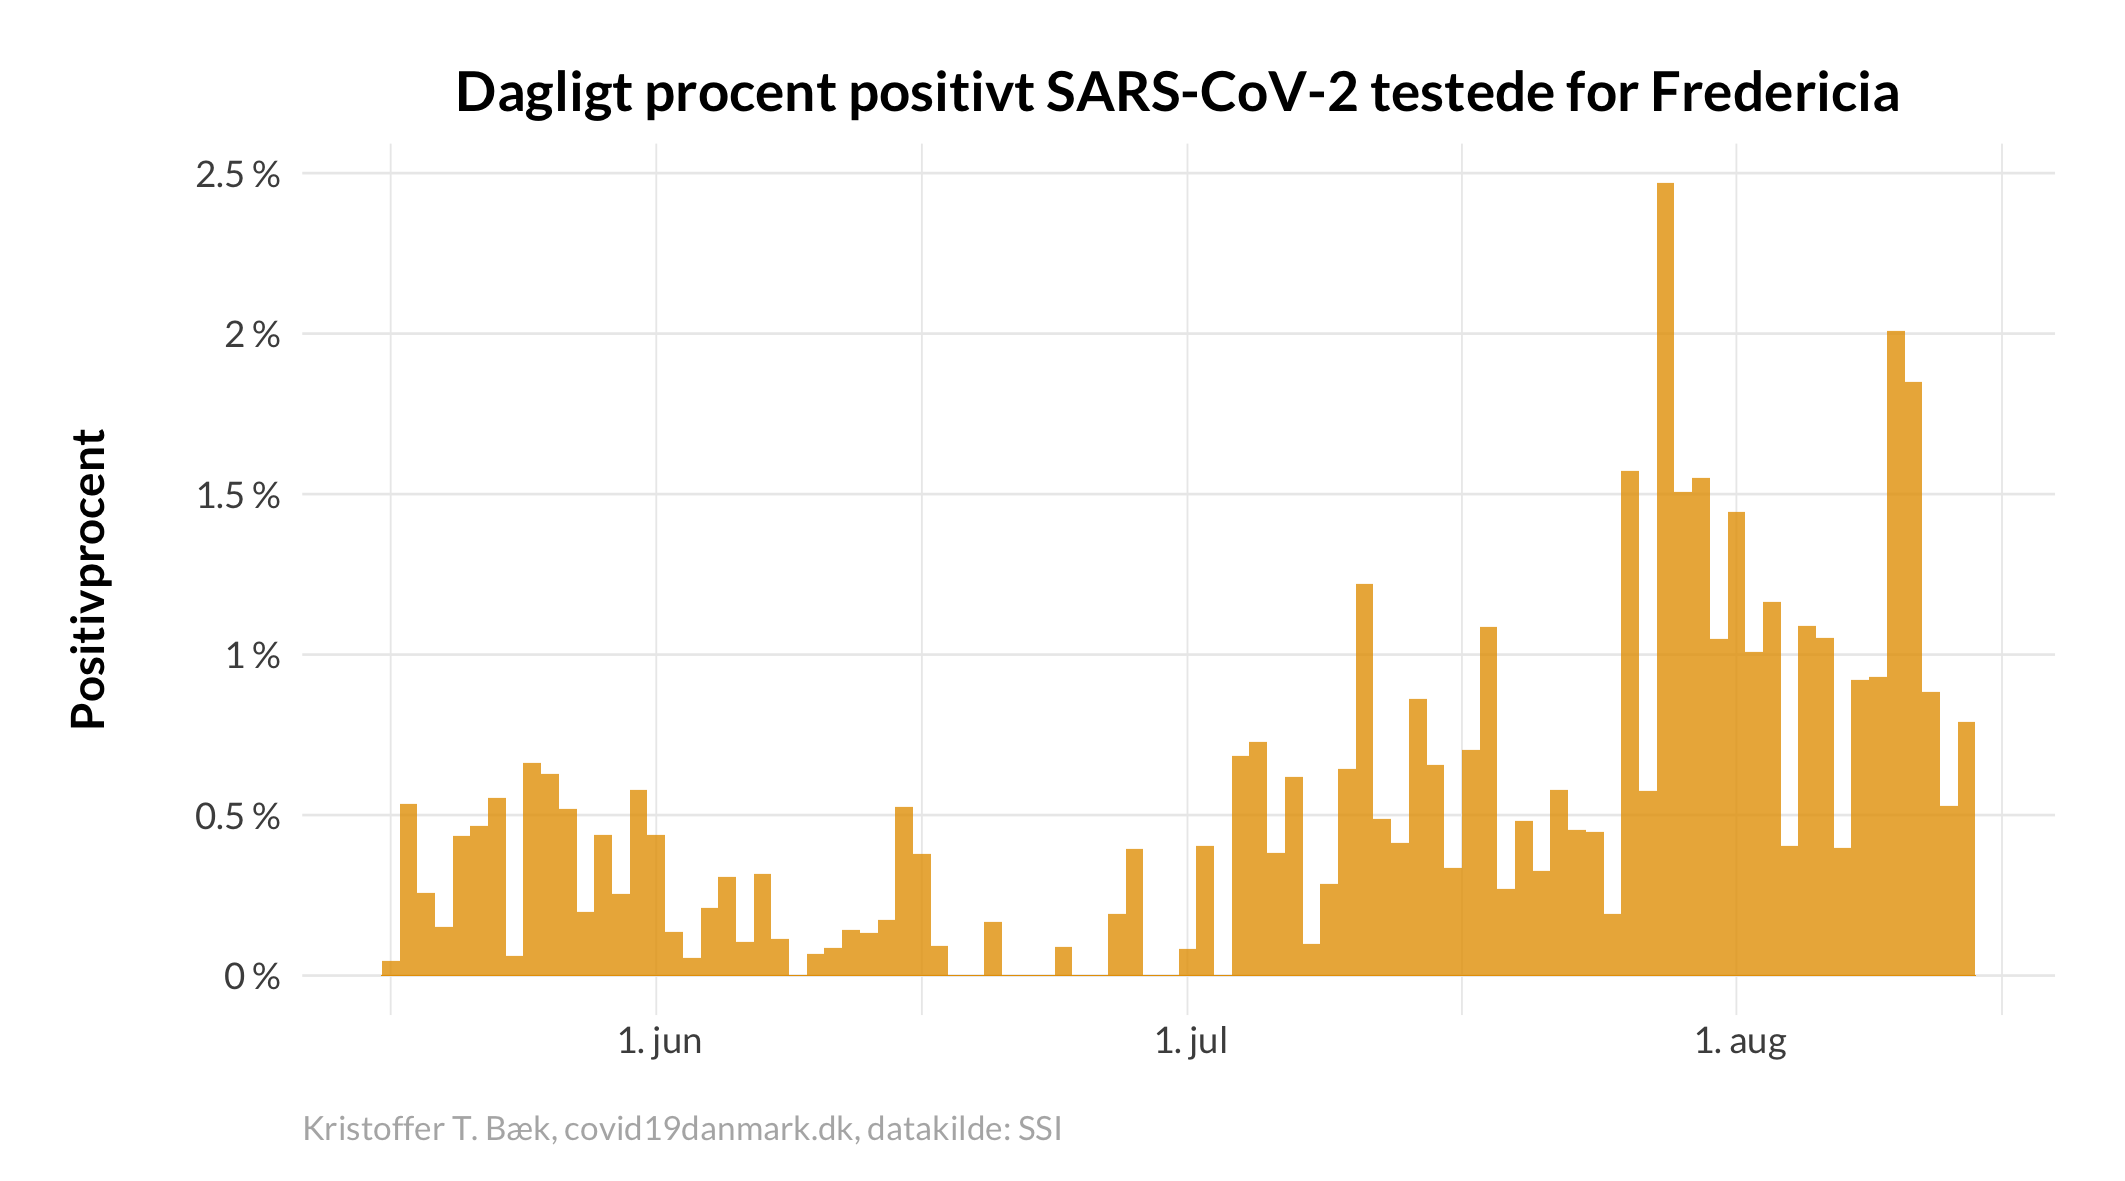 Dagligt procent positivt SARS-CoV-2 testede for Fredericia
Positivprocent
2.5 %
2 %
1.5 %
1 %
0.5 %
0 %
1. jun
1. jul
1. aug
Kristoffer T. Bæk, covid19danmark.dk, datakilde: SSI